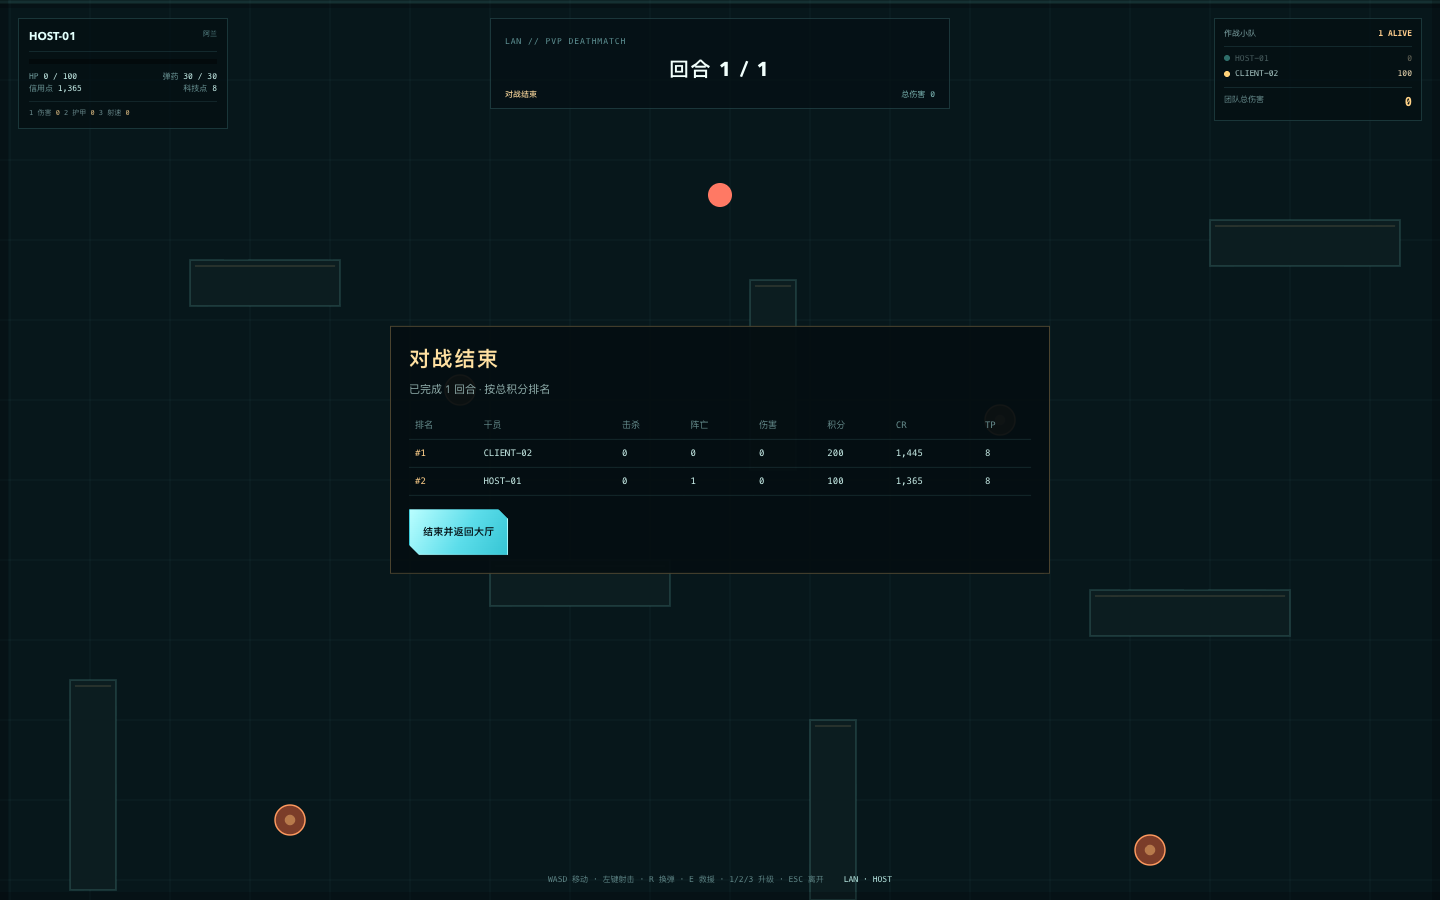 HOST-01 阿兰
HP 0 / 100 弹药 30 / 30
信用点 1,365 科技点 8
1 伤害 0 2 护甲 0 3 射速 0
LAN // PVP DEATHMATCH
回合 1 / 1
对战结束 总伤害 0
作战小队 1 ALIVE
HOST-01 0
CLIENT-02 100
团队总伤害 0
对战结束
已完成 1 回合 · 按总积分排名
排名 干员 击杀 阵亡 伤害 积分 CR TP
#1 CLIENT-02 0 0 0 200 1,445 8
#2 HOST-01 0 1 0 100 1,365 8
结束并返回大厅
WASD 移动 · 左键射击 · R 换弹 · E 救援 · 1/2/3 升级 · ESC 离开 LAN · HOST